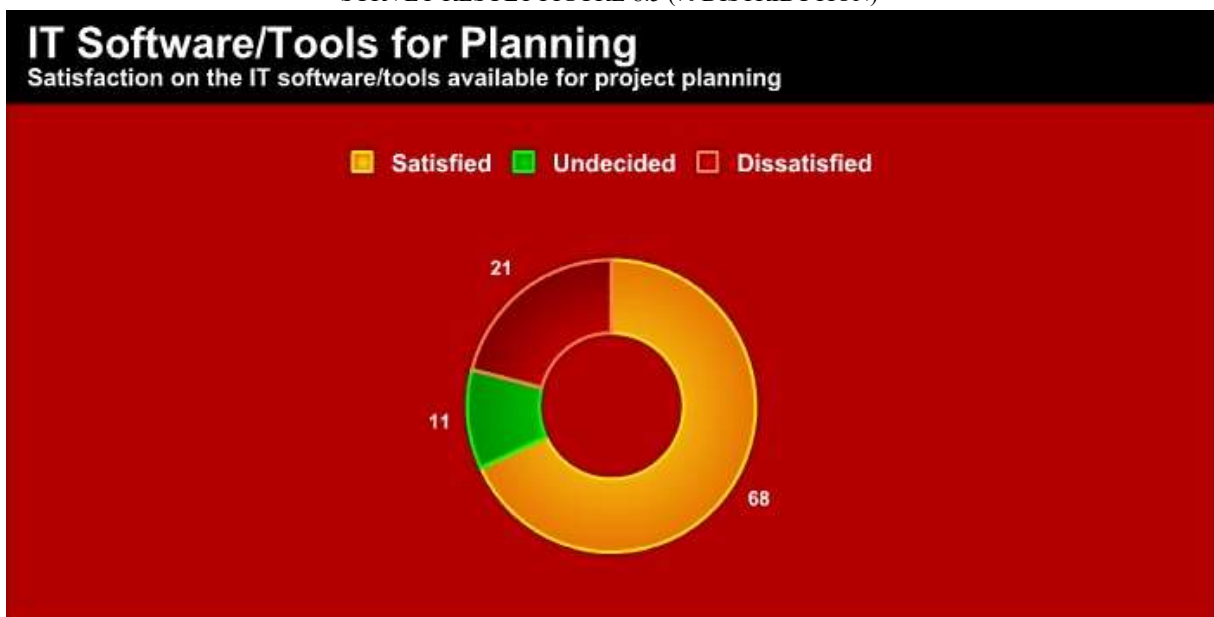 IT Software/Tools for Planning
Satisfaction on the IT software/tools available for project planning
Satisfied Undecided Dissatisfied
21
11
68